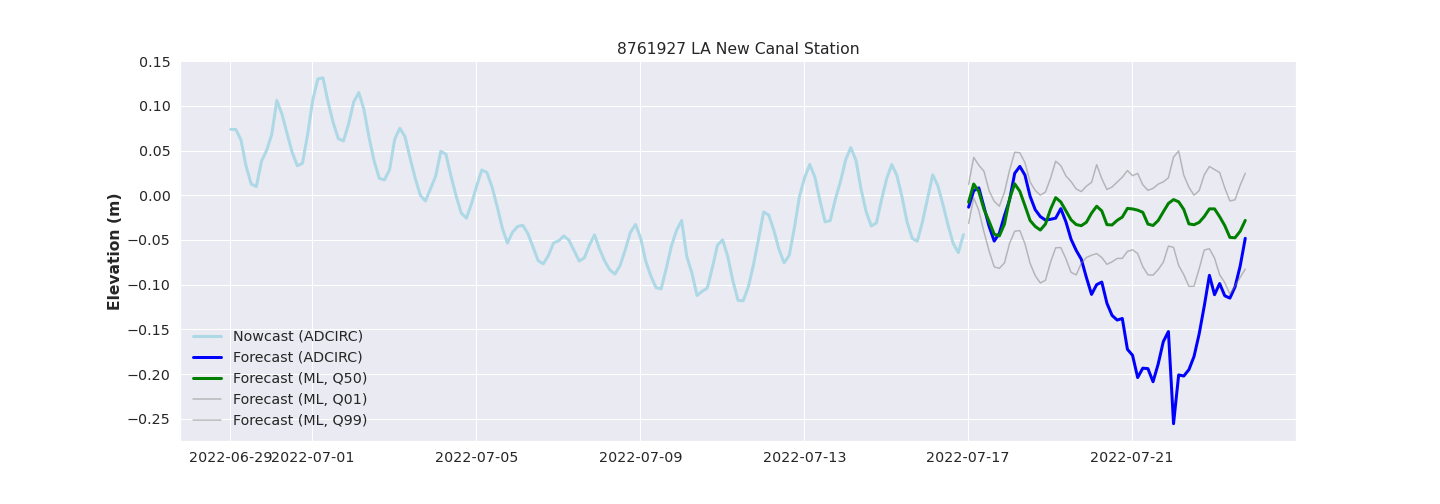 8761927 LA New Canal Station
Elevation (m)
0.15
0.10
0.05
0.00
−0.05
−0.10
−0.15
−0.20
−0.25
Nowcast (ADCIRC)
Forecast (ADCIRC)
Forecast (ML, Q50)
Forecast (ML, Q01)
Forecast (ML, Q99)
2022-06-29 2022-07-01 2022-07-05 2022-07-09 2022-07-13 2022-07-17 2022-07-21